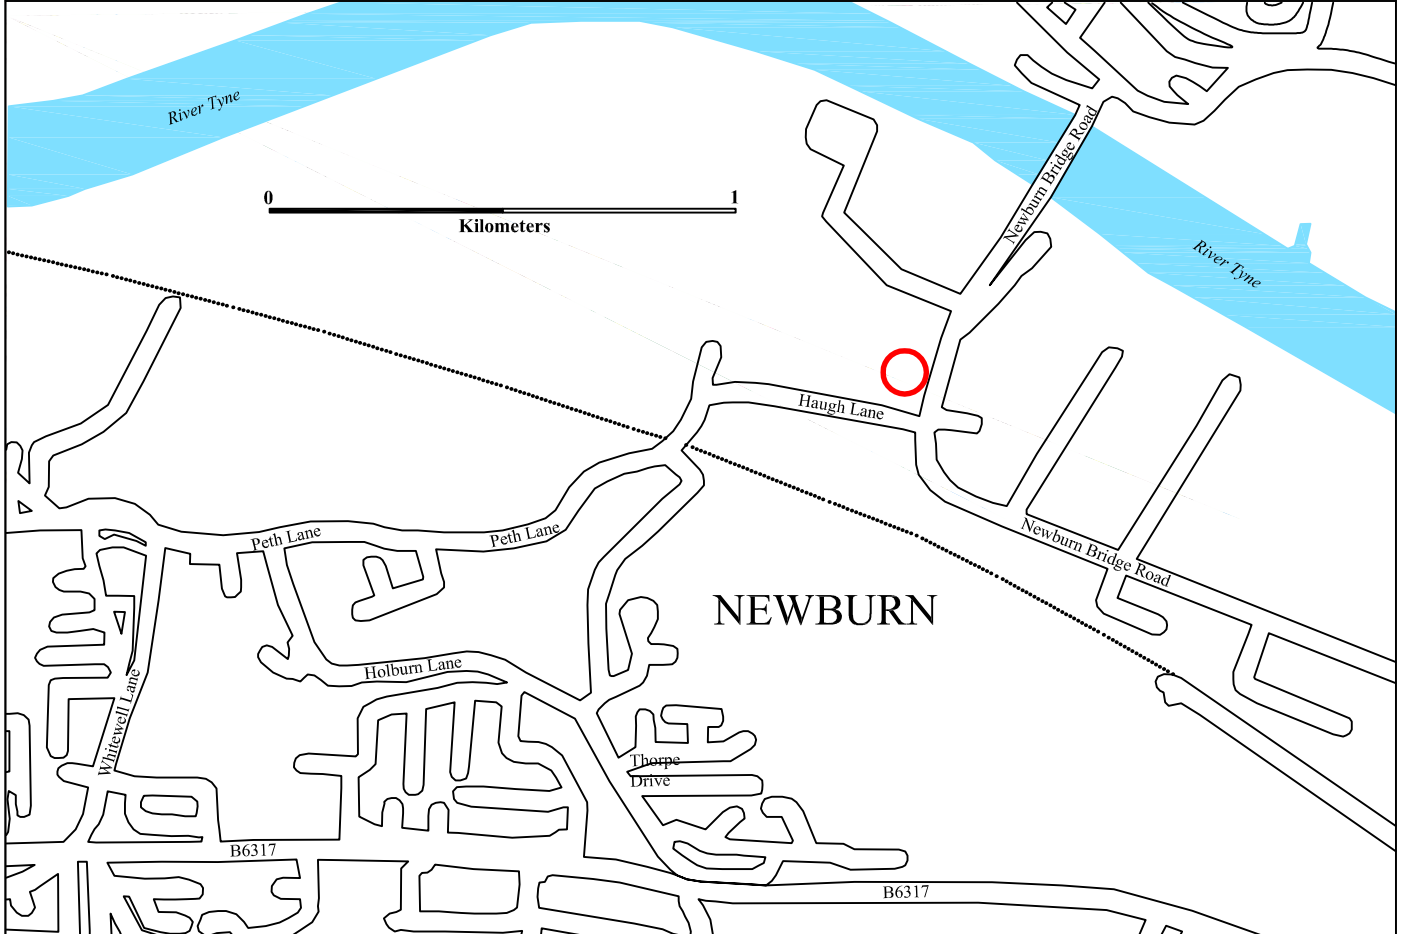 River Tyne
Newburn Bridge Road
0 1
Kilometers
River Tyne
Haugh Lane
Peth Lane
Peth Lane
Newburn Bridge Road
NEWBURN
Holburn Lane
Whitewell Lane
Thorpe
Drive
B6317
B6317